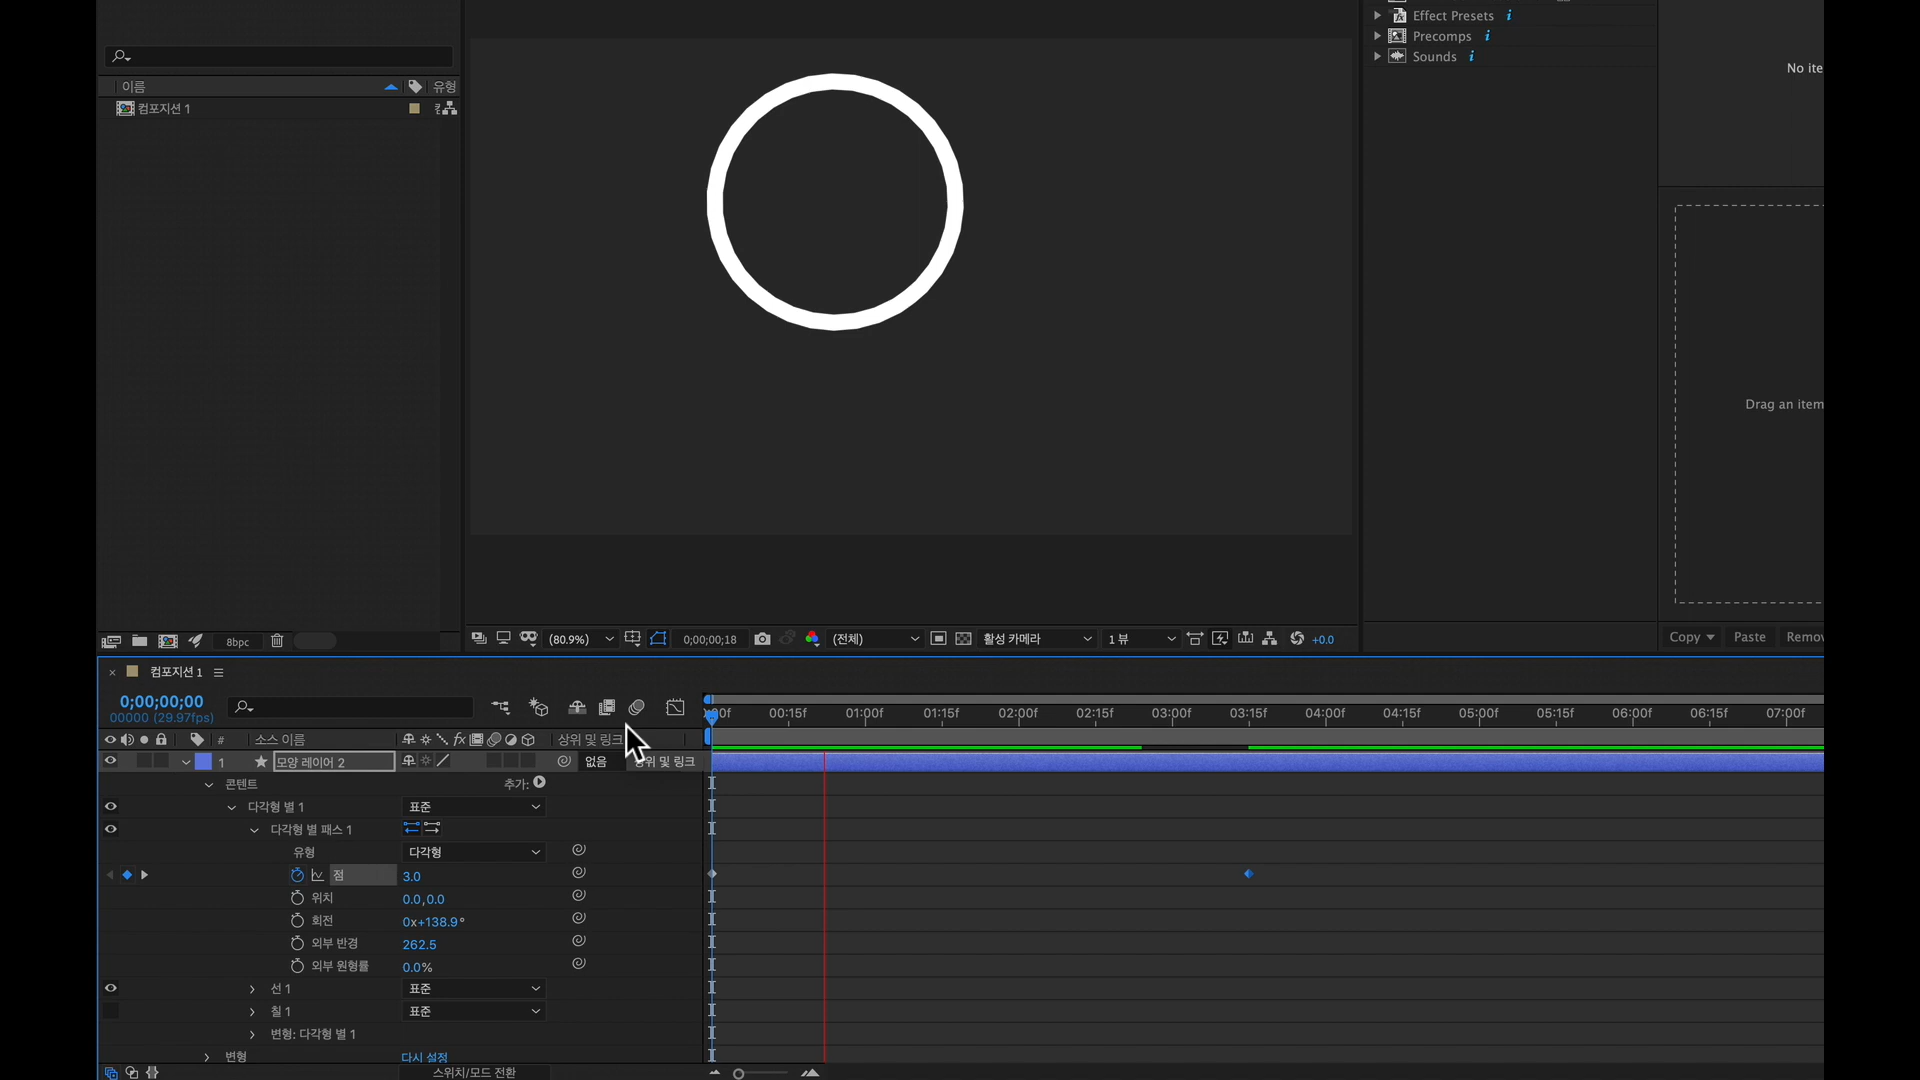 Effect Presets
Precomps
Sounds
No ite
이름 유형
컴포지션 1
Drag an item
8bpc
(80.9%) 0;00;00;18 (전체) 활성 카메라 1 뷰 +0.0
Copy Paste Remov
컴포지션 1
0;00;00;00
00000 (29.97fps)
00f 00:15f 01:00f 01:15f 02:00f 02:15f 03:00f 03:15f 04:00f 04:15f 05:00f 05:15f 06:00f 06:15f 07:00f
# 소스 이름 fx 상위 및 링크
1 모양 레이어 2 없음 상위 및 링크
콘텐트 추가:
다각형 별 1 표준
다각형 별 패스 1
유형 다각형
점 3.0
위치 0.0,0.0
회전 0x+138.9°
외부 반경 262.5
외부 원형률 0.0%
선 1 표준
칠 1 표준
변형: 다각형 별 1
변형 다시 설정
스위치/모드 전환